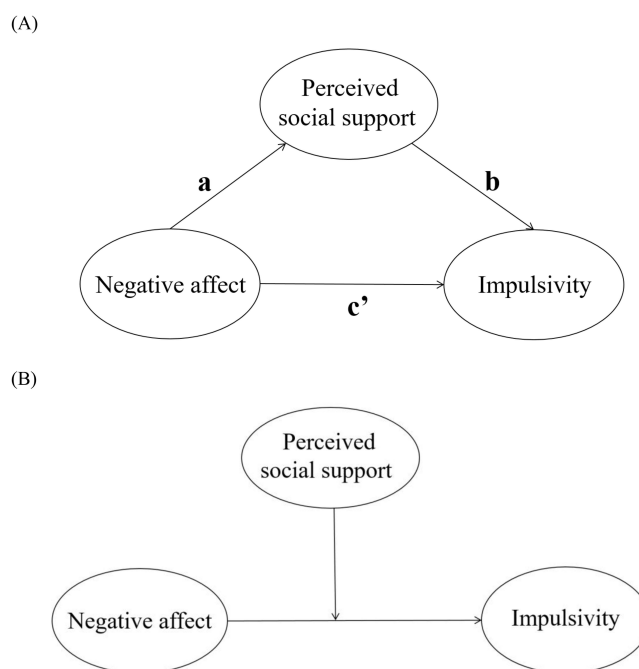 (A)
Perceived
social support
a
b
Negative affect
Impulsivity
c’
(B)
Perceived
social support
Negative affect
Impulsivity